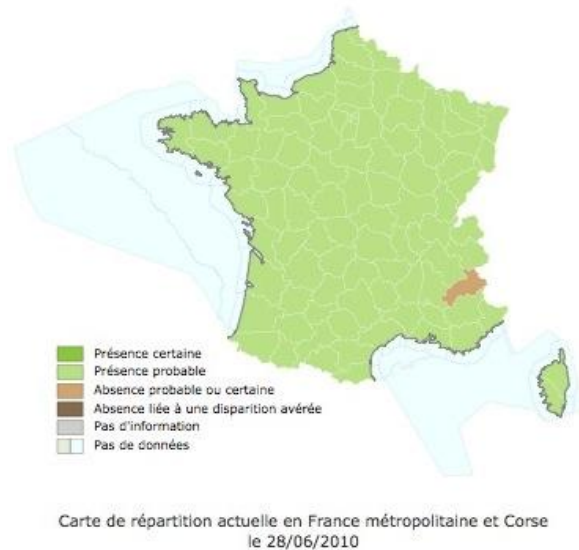 Présence certaine
Présence probable
Absence probable ou certaine
Absence liée à une disparition avérée
Pas d'information
Pas de données
Carte de répartition actuelle en France métropolitaine et Corse
le 28/06/2010